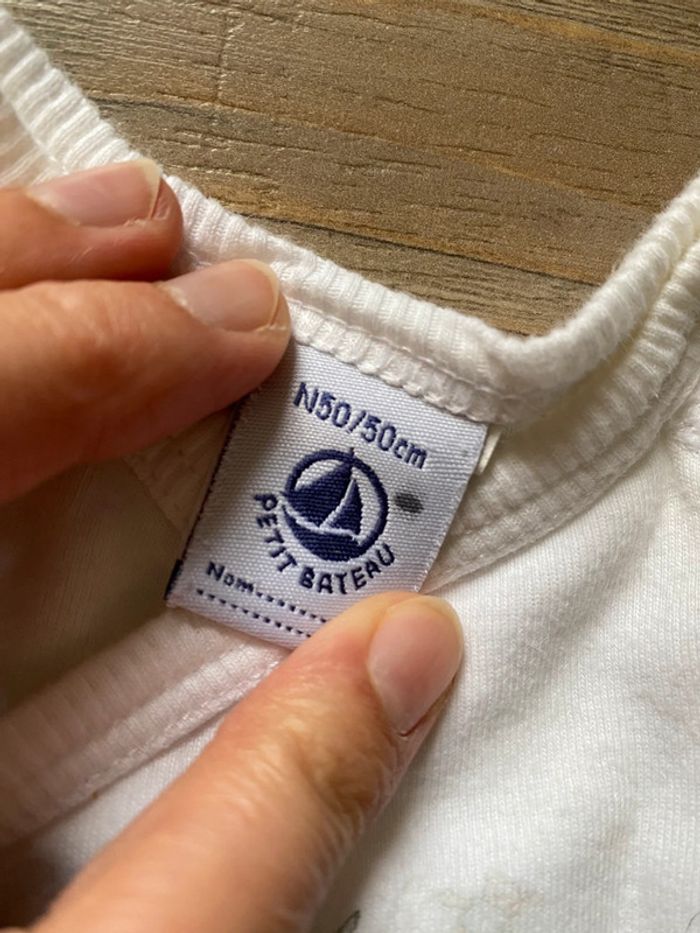 N50/50cm
PETIT BATEAU
Nom........